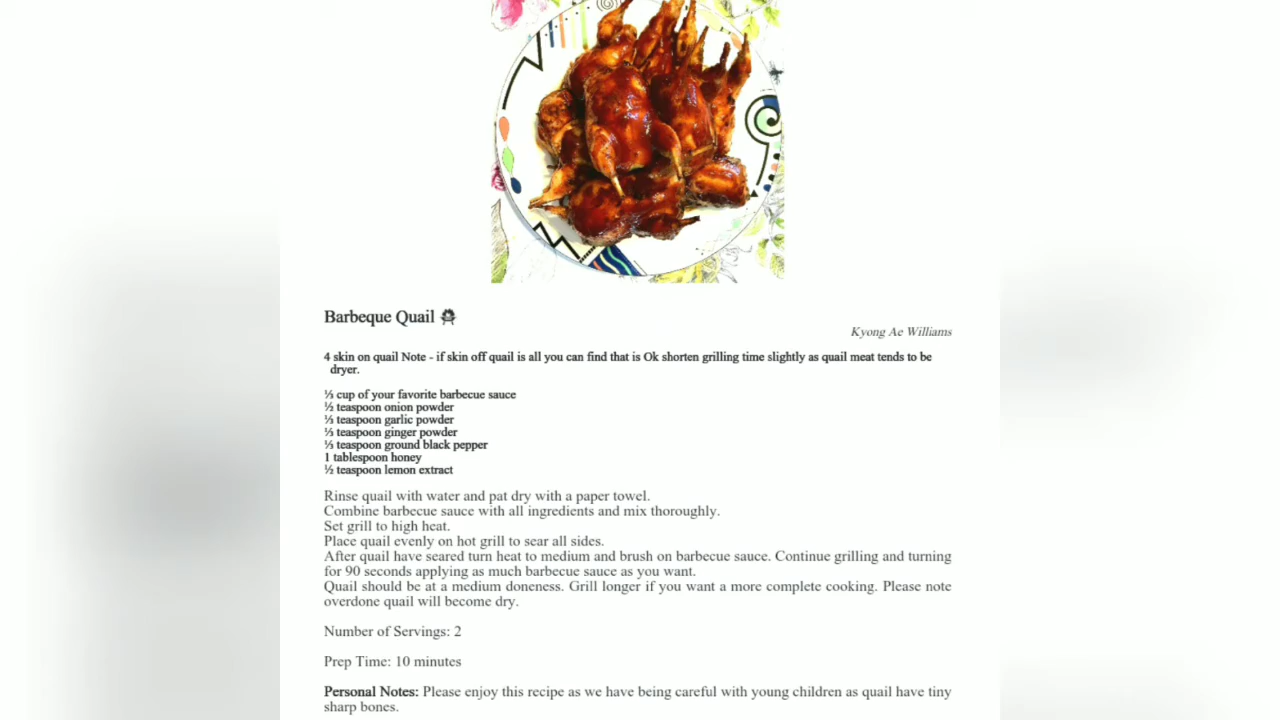 Barbeque Quail
Kyong Ae Williams
4 skin on quail Note - if skin off quail is all you can find that is Ok shorten grilling time slightly as quail meat tends to be
dryer.
⅓ cup of your favorite barbecue sauce
½ teaspoon onion powder
⅓ teaspoon garlic powder
⅓ teaspoon ginger powder
⅓ teaspoon ground black pepper
1 tablespoon honey
½ teaspoon lemon extract
Rinse quail with water and pat dry with a paper towel.
Combine barbecue sauce with all ingredients and mix thoroughly.
Set grill to high heat.
Place quail evenly on hot grill to sear all sides.
After quail have seared turn heat to medium and brush on barbecue sauce. Continue grilling and turning
for 90 seconds applying as much barbecue sauce as you want.
Quail should be at a medium doneness. Grill longer if you want a more complete cooking. Please note
overdone quail will become dry.
Number of Servings: 2
Prep Time: 10 minutes
Personal Notes: Please enjoy this recipe as we have being careful with young children as quail have tiny
sharp bones.